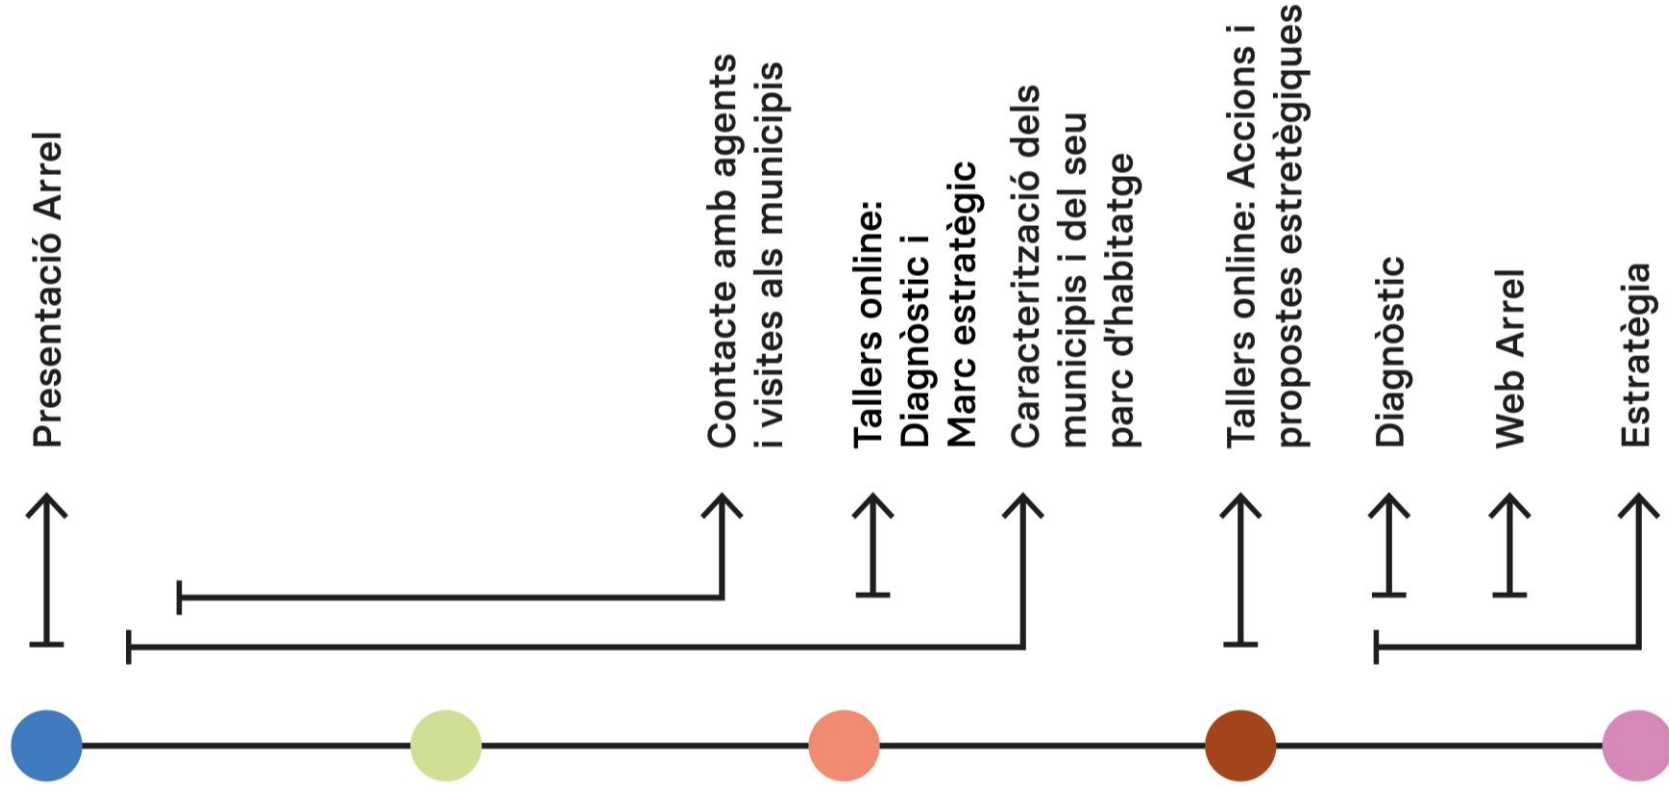 Presentació Arrel
Contacte amb agents
i visites als municipis
Tallers online:
Diagnòstic i
Marc estratègic
Caracterització dels
municipis i del seu
parc d'habitatge
Tallers online: Accions i
propostes estretègiques
Diagnòstic
Web Arrel
Estratègia